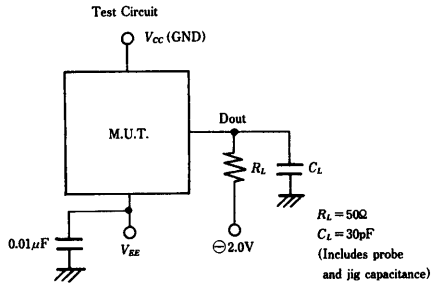 Test Circuit
Vcc (GND)
M.U.T.
Dout
RL
CL
0.01μF
VEE
⊖2.0V
RL=50Ω
CL=30pF
(Includes probe
and jig capacitance)